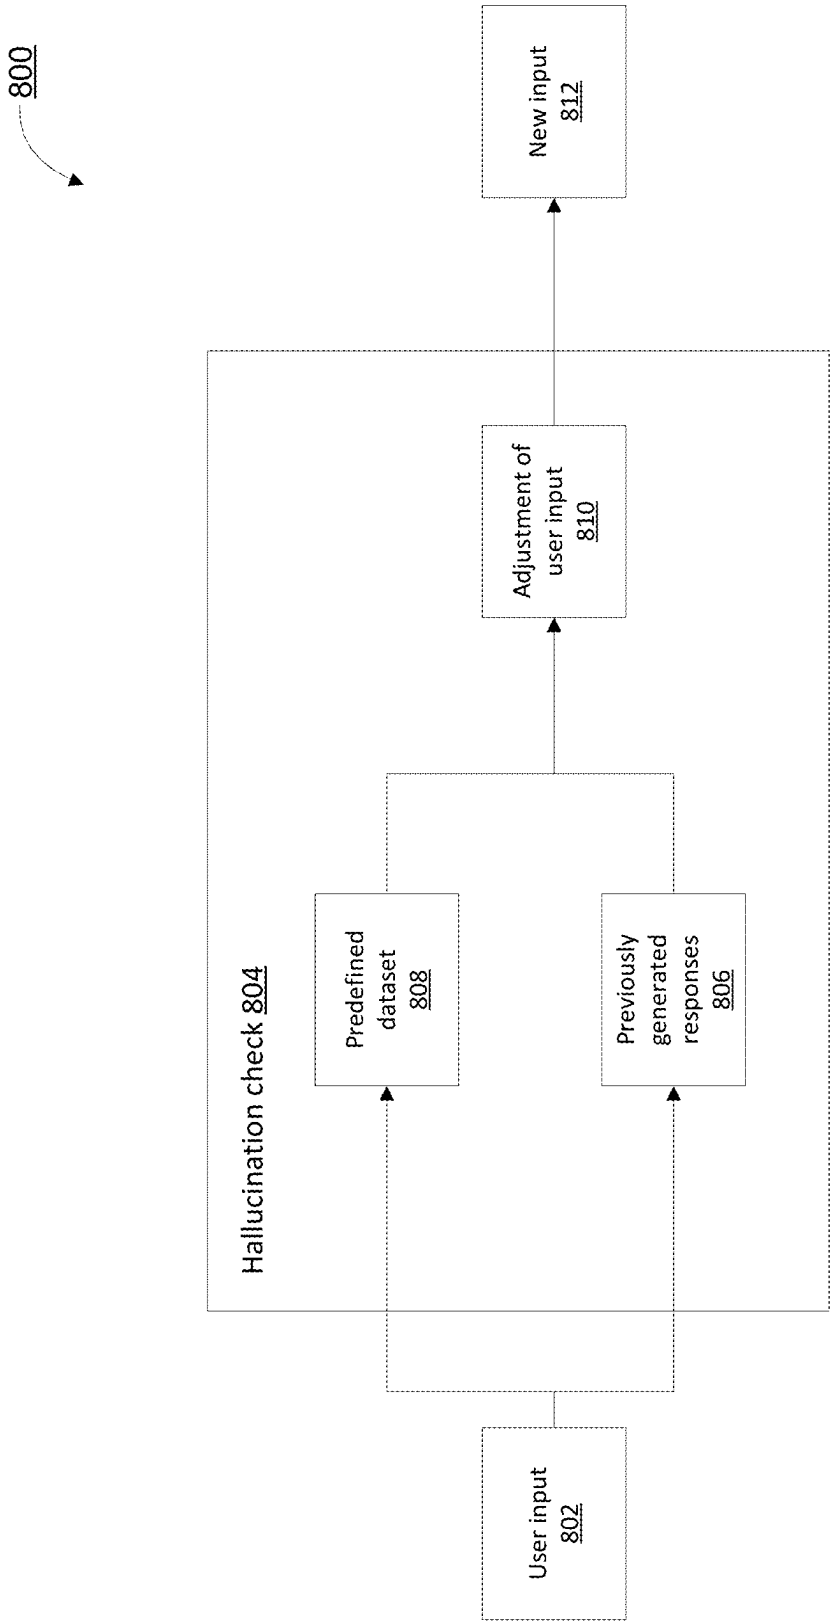 800
Hallucination check 804
User input
802
Predefined
dataset
808
Previously
generated
responses
806
Adjustment of
user input
810
New input
812